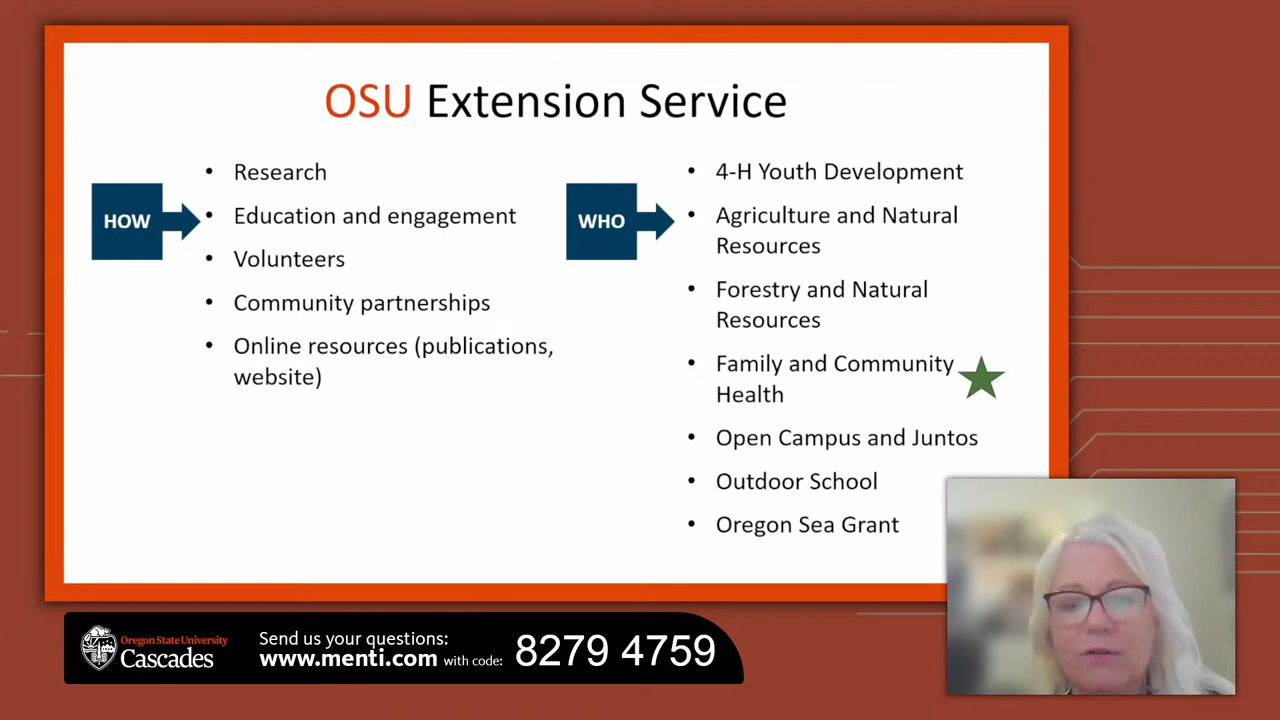 OSU Extension Service
HOW
• Research
• Education and engagement
• Volunteers
• Community partnerships
• Online resources (publications,
website)
WHO
• 4-H Youth Development
• Agriculture and Natural
Resources
• Forestry and Natural
Resources
• Family and Community
Health
• Open Campus and Juntos
• Outdoor School
• Oregon Sea Grant
Oregon State University
Cascades
Send us your questions:
www.menti.com with code:
8279 4759